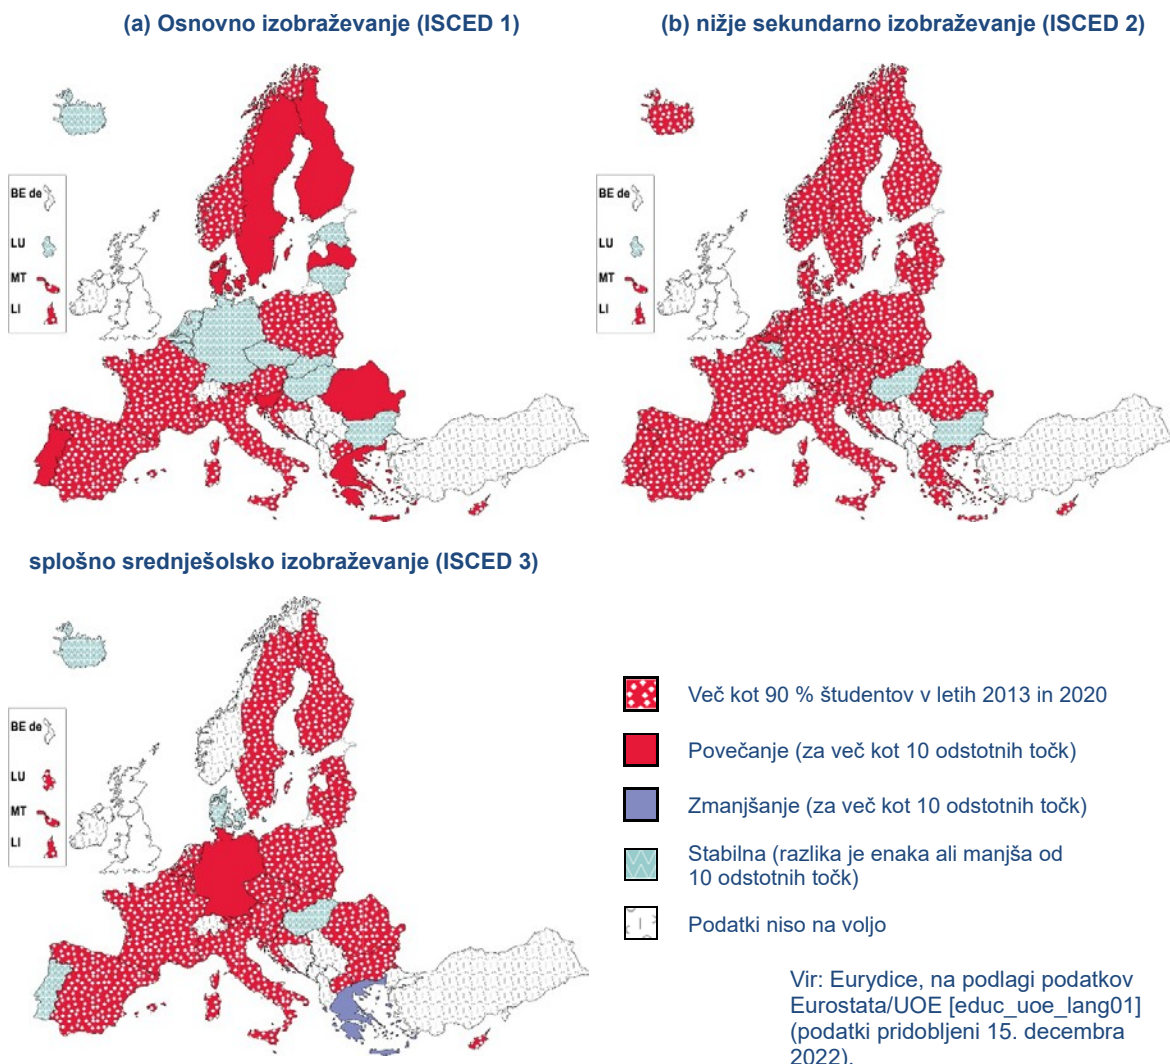 (a) Osnovno izobraževanje (ISCED 1)
(b) nižje sekundarno izobraževanje (ISCED 2)
BE de
LU
MT
LI
BE de
LU
MT
LI
splošno srednješolsko izobraževanje (ISCED 3)
BE de
LU
MT
LI
Več kot 90 % študentov v letih 2013 in 2020
Povečanje (za več kot 10 odstotnih točk)
Zmanjšanje (za več kot 10 odstotnih točk)
Stabilna (razlika je enaka ali manjša od
10 odstotnih točk)
Podatki niso na voljo
Vir: Eurydice, na podlagi podatkov
Eurostata/UOE [educ_uoe_lang01]
(podatki pridobljeni 15. decembra
2022).